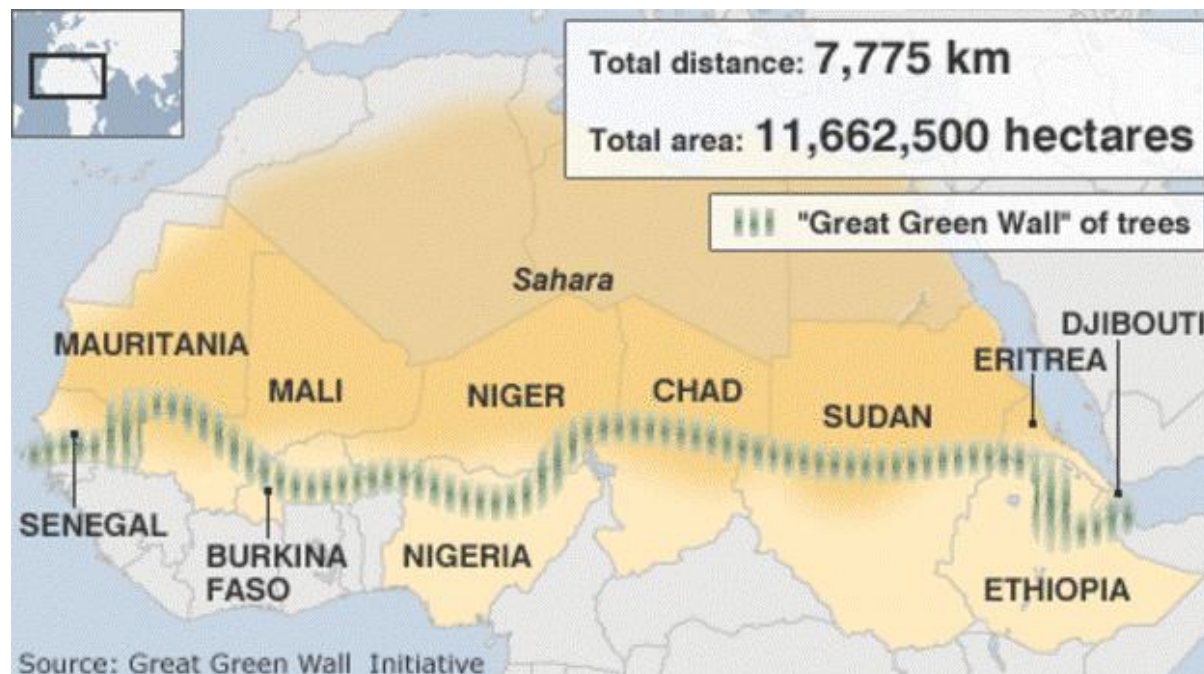 Total distance: 7,775 km
Total area: 11,662,500 hectares
"Great Green Wall" of trees
Sahara
DJIBOUTI
MAURITANIA
ERITREA
MALI
NIGER
CHAD
SUDAN
SENEGAL
BURKINA
FASO
NIGERIA
ETHIOPIA
Source: Great Green Wall Initiative